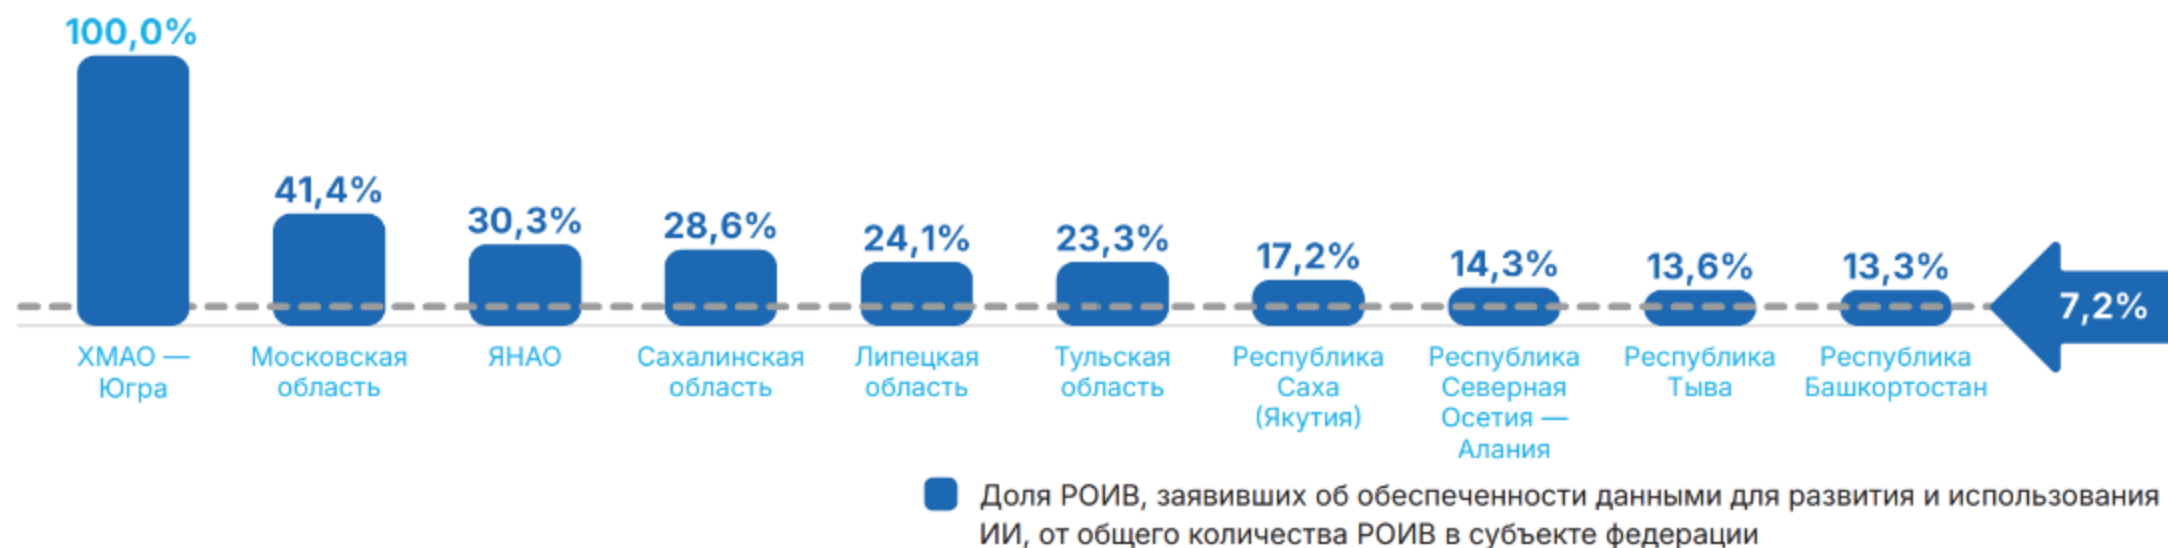 100,0%
41,4%
30,3%
28,6%
24,1%
23,3%
17,2%
14,3%
13,6%
13,3%
7,2%
ХМАО —
Югра
Московская
область
ЯНАО
Сахалинская
область
Липецкая
область
Тульская
область
Республика
Саха
(Якутия)
Республика
Северная
Осетия —
Алания
Республика
Тыва
Республика
Башкортостан
Доля РОИВ, заявивших об обеспеченности данными для развития и использования
ИИ, от общего количества РОИВ в субъекте федерации